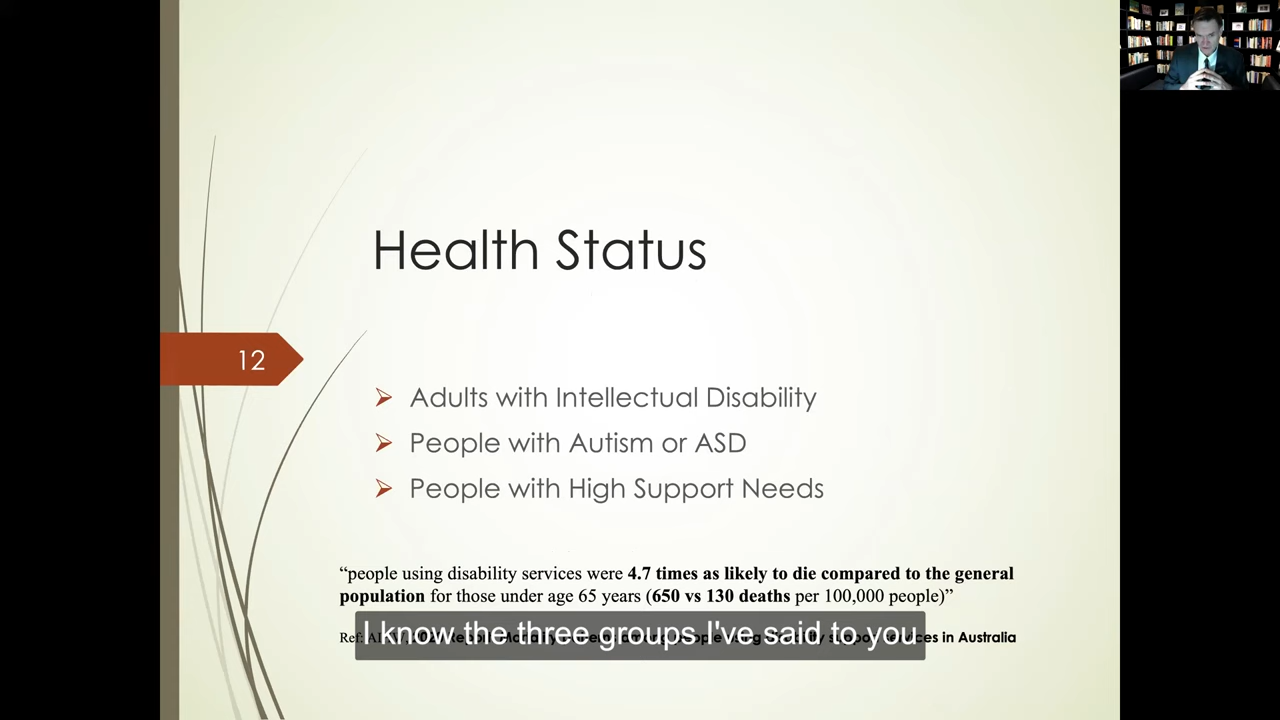 Health Status
12
Adults with Intellectual Disability
People with Autism or ASD
People with High Support Needs
“people using disability services were 4.7 times as likely to die compared to the general
population for those under age 65 years (650 vs 130 deaths per 100,000 people)”
I know the three groups I've said to you
Ref: services in Australia